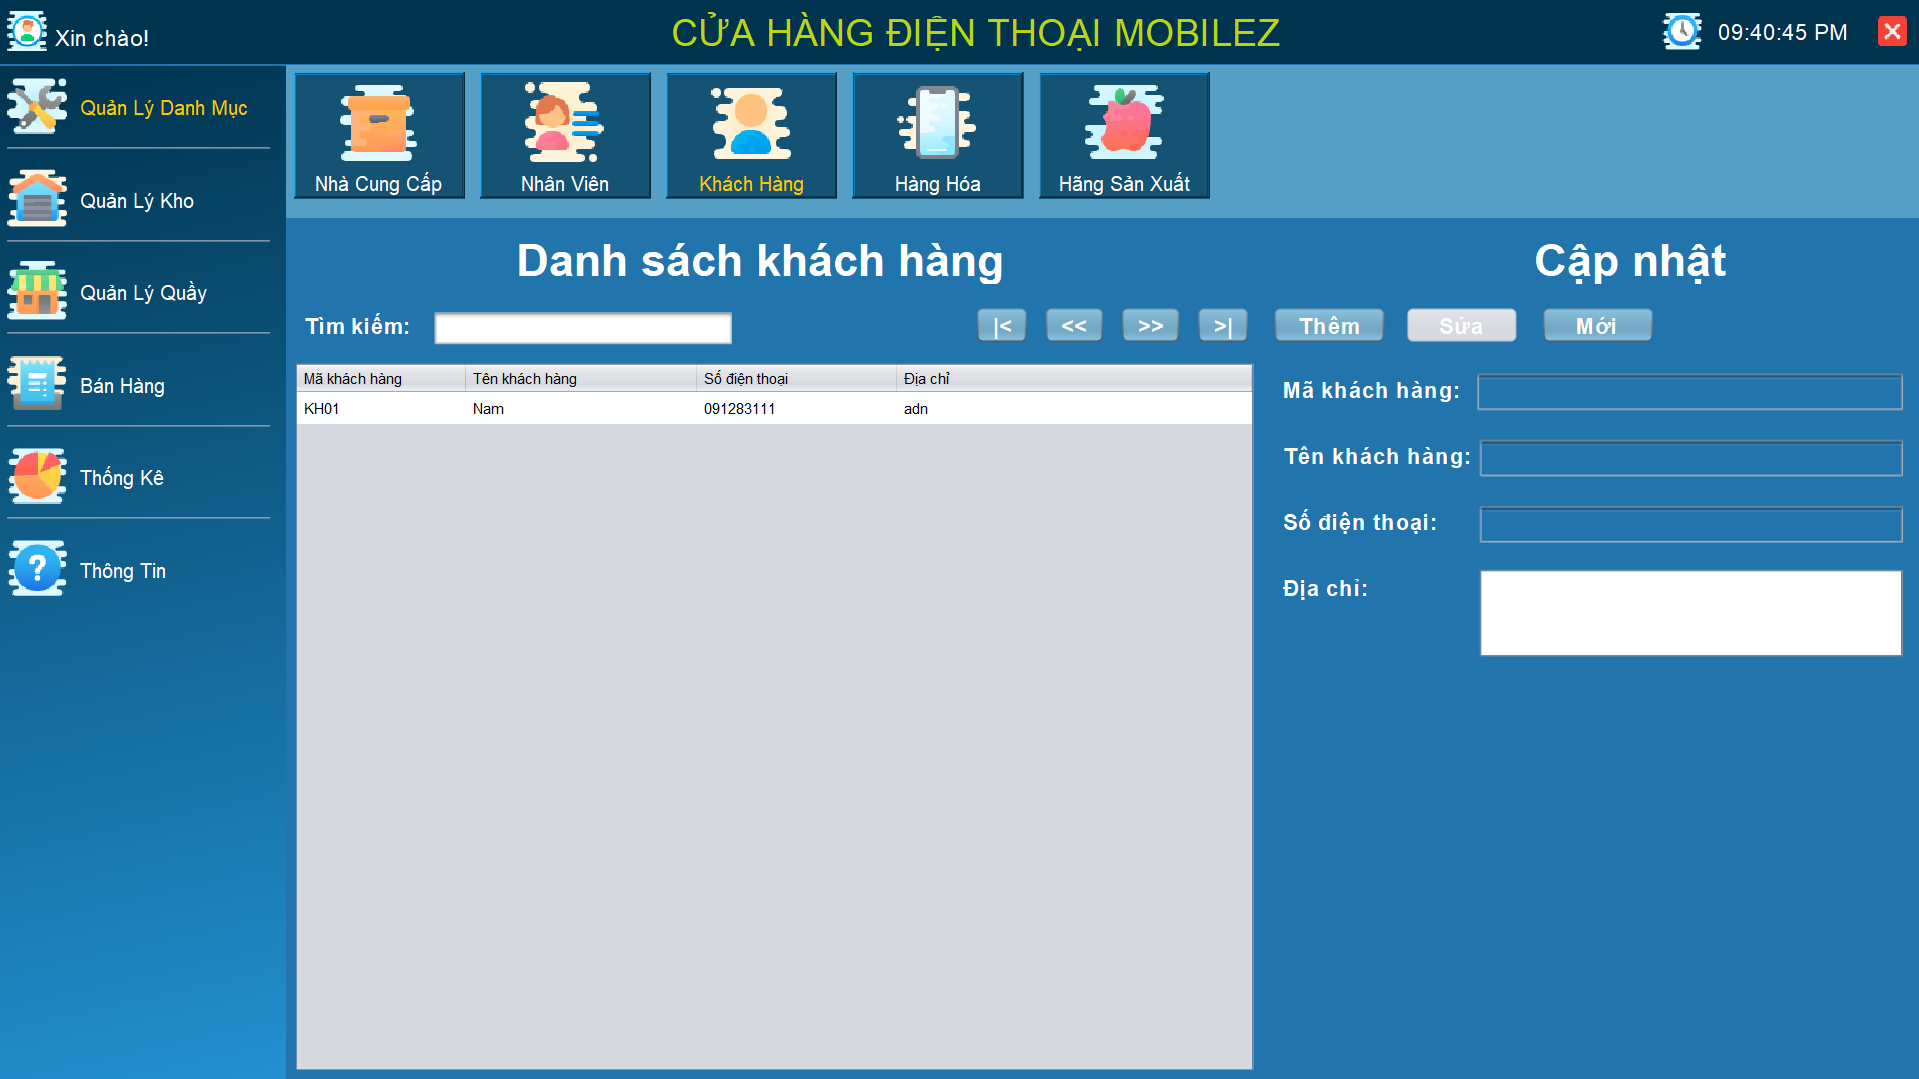 Xin chào!
CỬA HÀNG ĐIỆN THOẠI MOBILEZ
09:40:45 PM
Quản Lý Danh Mục
Quản Lý Kho
Quản Lý Quầy
Bán Hàng
Thống Kê
Thông Tin
Nhà Cung Cấp
Nhân Viên
Khách Hàng
Hàng Hóa
Hãng Sản Xuất
Danh sách khách hàng
Tìm kiếm:
|< << >> >|
Mã khách hàng Tên khách hàng Số điện thoại Địa chỉ
KH01 Nam 091283111 adn
Cập nhật
Thêm Sửa Mới
Mã khách hàng:
Tên khách hàng:
Số điện thoại:
Địa chỉ: